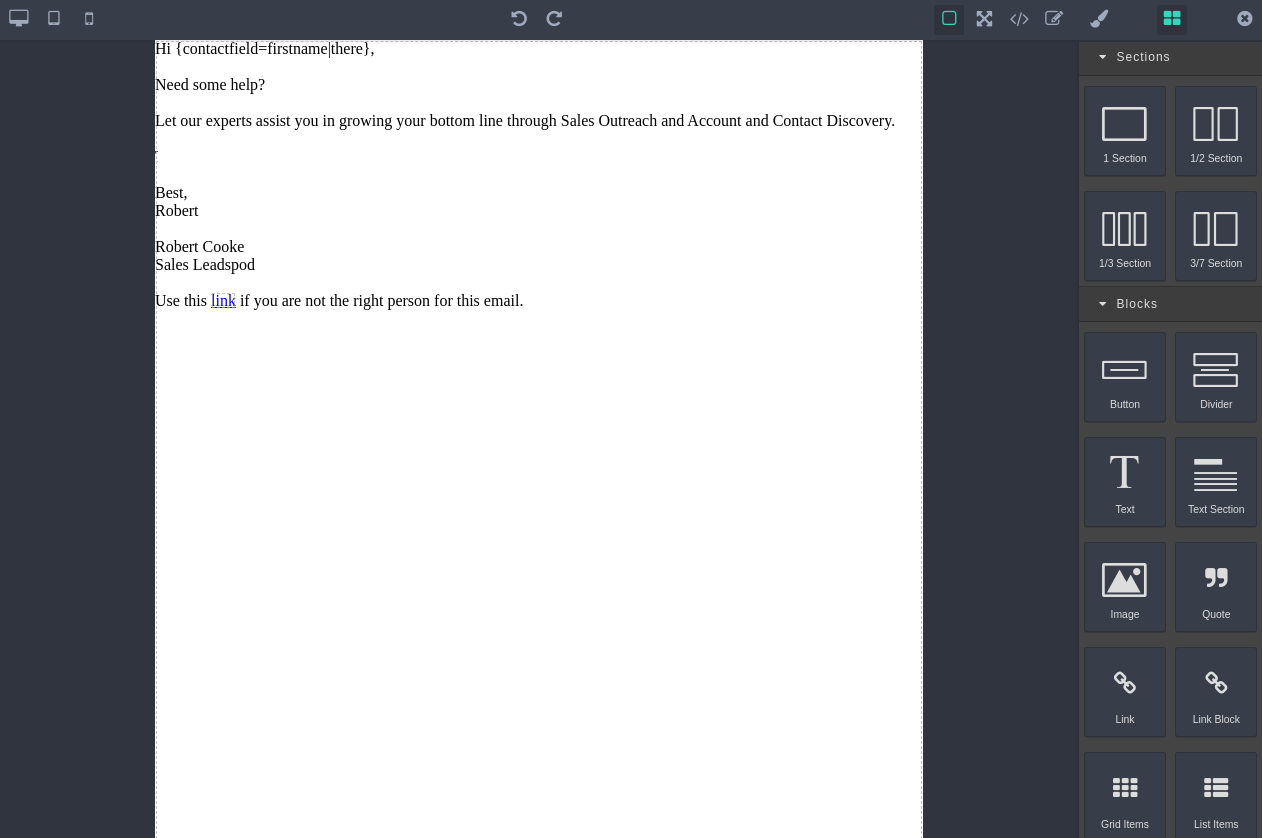 Hi {contactfield=firstname|there},
Need some help?
Let our experts assist you in growing your bottom line through Sales Outreach and Account and Contact Discovery.
Best,
Robert
Robert Cooke
Sales Leadspod
Use this link if you are not the right person for this email.
Sections
1 Section
1/2 Section
1/3 Section
3/7 Section
Blocks
Button
Divider
Text
Text Section
Image
Quote
Link
Link Block
Grid Items
List Items